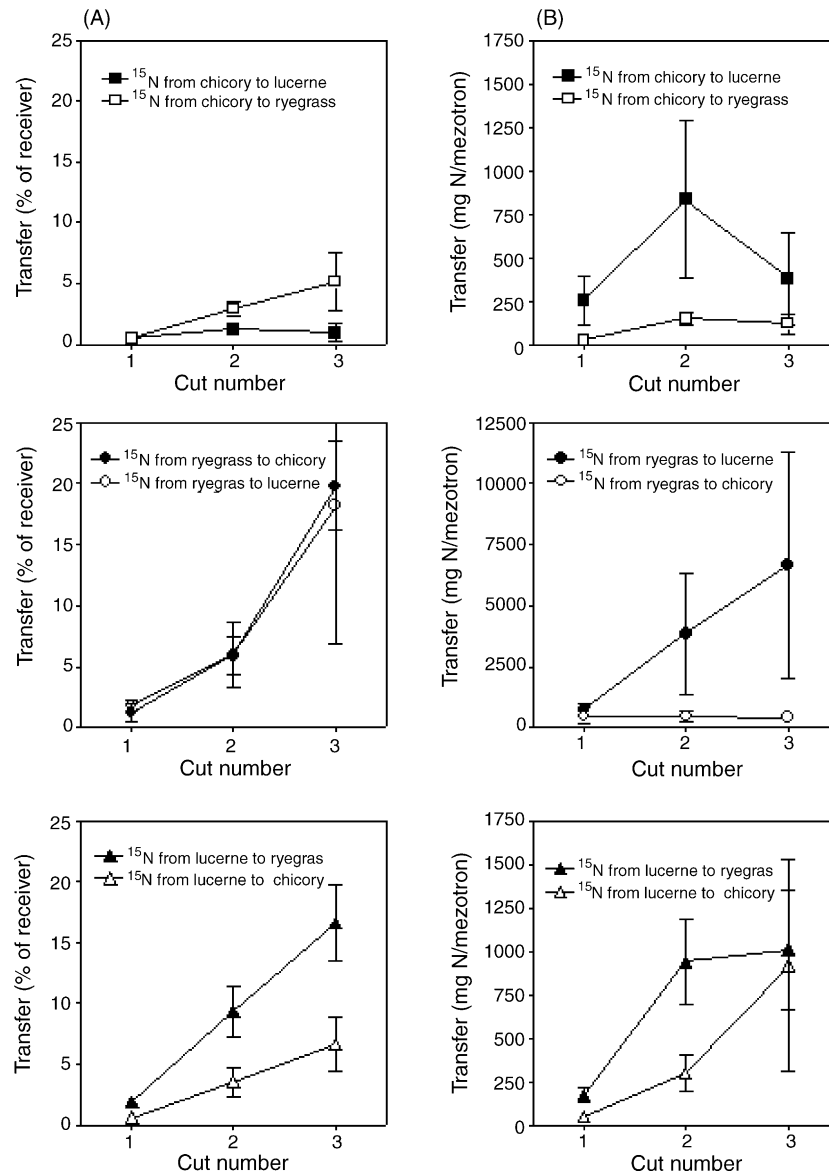 (A)
25
20
15
10
5
0
Transfer (% of receiver)
15N from chicory to lucerne
15N from chicory to ryegrass
1 2 3
Cut number
(B)
1750
1500
1250
1000
750
500
250
0
Transfer (mg N/mezotron)
15N from chicory to lucerne
15N from chicory to ryegrass
1 2 3
Cut number
25
20
15
10
5
0
Transfer (% of receiver)
15N from ryegrass to chicory
15N from ryegras to lucerne
1 2 3
Cut number
12500
10000
7500
5000
2500
0
Transfer (mg N/mezotron)
15N from ryegras to lucerne
15N from ryegras to chicory
1 2 3
Cut number
25
20
15
10
5
0
Transfer (% of receiver)
15N from lucerne to ryegras
15N from lucerne to chicory
1 2 3
Cut number
1750
1500
1250
1000
750
500
250
0
Transfer (mg N/mezotron)
15N from lucerne to ryegras
15N from lucerne to chicory
1 2 3
Cut number